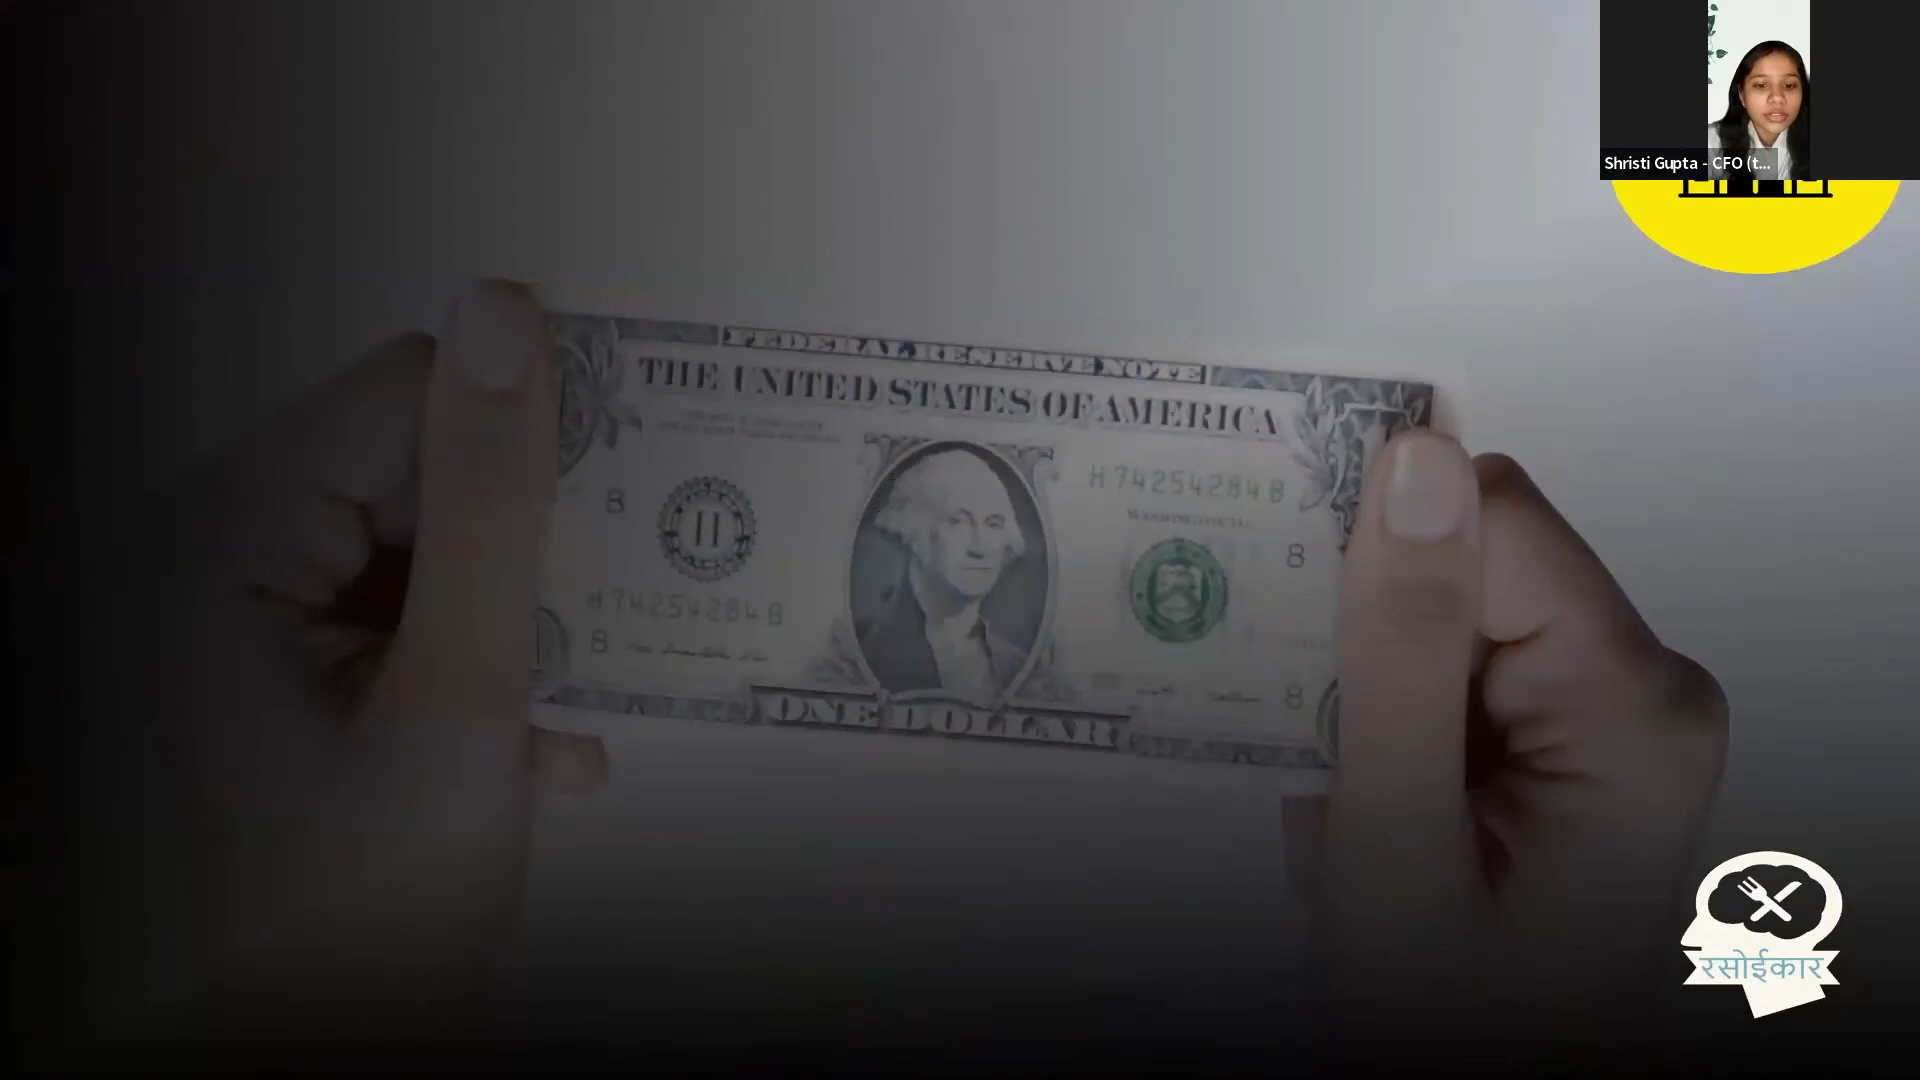 Shristi Gupta - CFO (t...
FEDERAL RESERVE NOTE
THE UNITED STATES OF AMERICA
H 74254284 B
8
H
8
H 74254284 B
8
8
ONE DOLLAR
रसोईकार